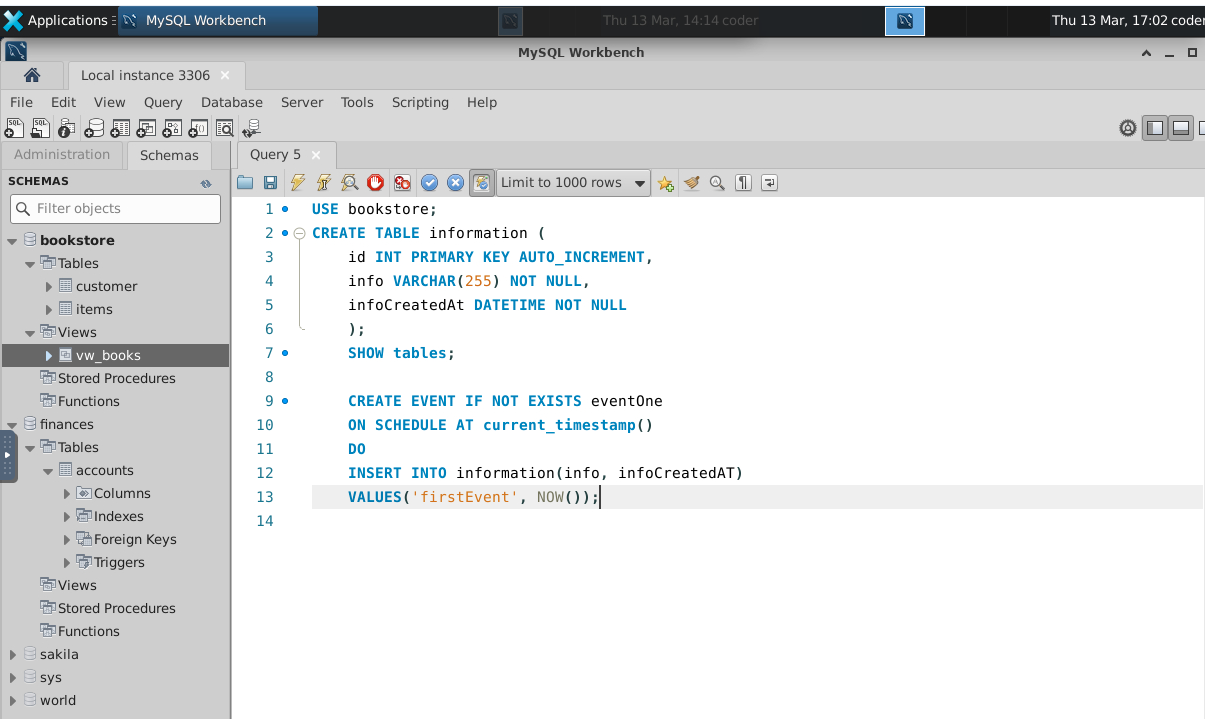 Applications MySQL Workbench Thu 13 Mar, 14:14 coder Thu 13 Mar, 17:02 coder
MySQL Workbench
Local instance 3306
File Edit View Query Database Server Tools Scripting Help
Administration Schemas
SCHEMAS
Filter objects
bookstore
Tables
customer
items
Views
vw_books
Stored Procedures
Functions
finances
Tables
accounts
Columns
Indexes
Foreign Keys
Triggers
Views
Stored Procedures
Functions
sakila
sys
world
Query 5
Limit to 1000 rows
1 USE bookstore;
2 CREATE TABLE information (
3 id INT PRIMARY KEY AUTO_INCREMENT,
4 info VARCHAR(255) NOT NULL,
5 infoCreatedAt DATETIME NOT NULL
6 );
7 SHOW tables;
8
9 CREATE EVENT IF NOT EXISTS eventOne
10 ON SCHEDULE AT current_timestamp()
11 DO
12 INSERT INTO information(info, infoCreatedAT)
13 VALUES('firstEvent', NOW());
14